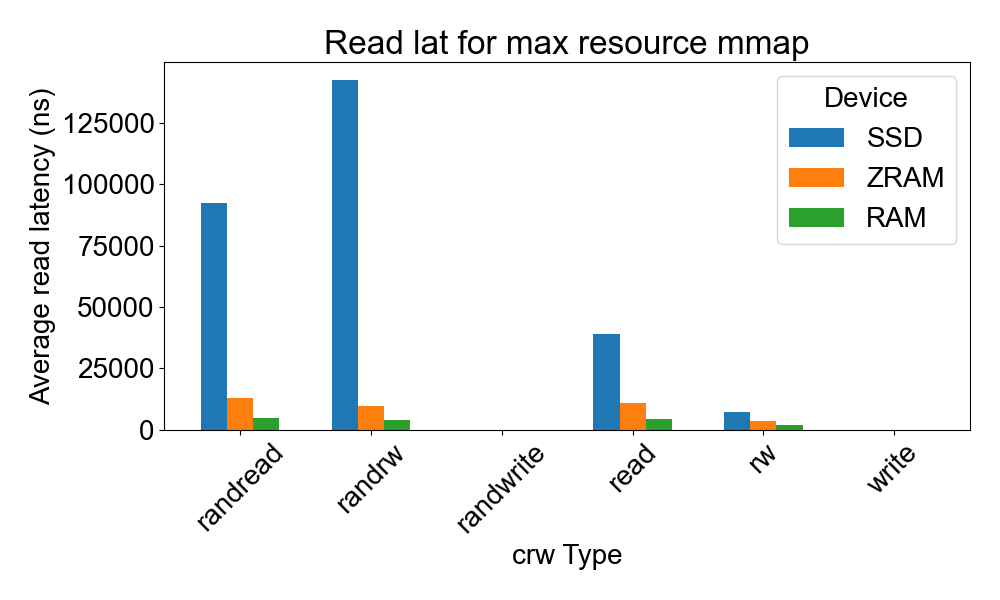 Read lat for max resource mmap
Average read latency (ns)
125000
100000
75000
50000
25000
0
Device
SSD
ZRAM
RAM
randread
randrw
randwrite
read
rw
write
crw Type